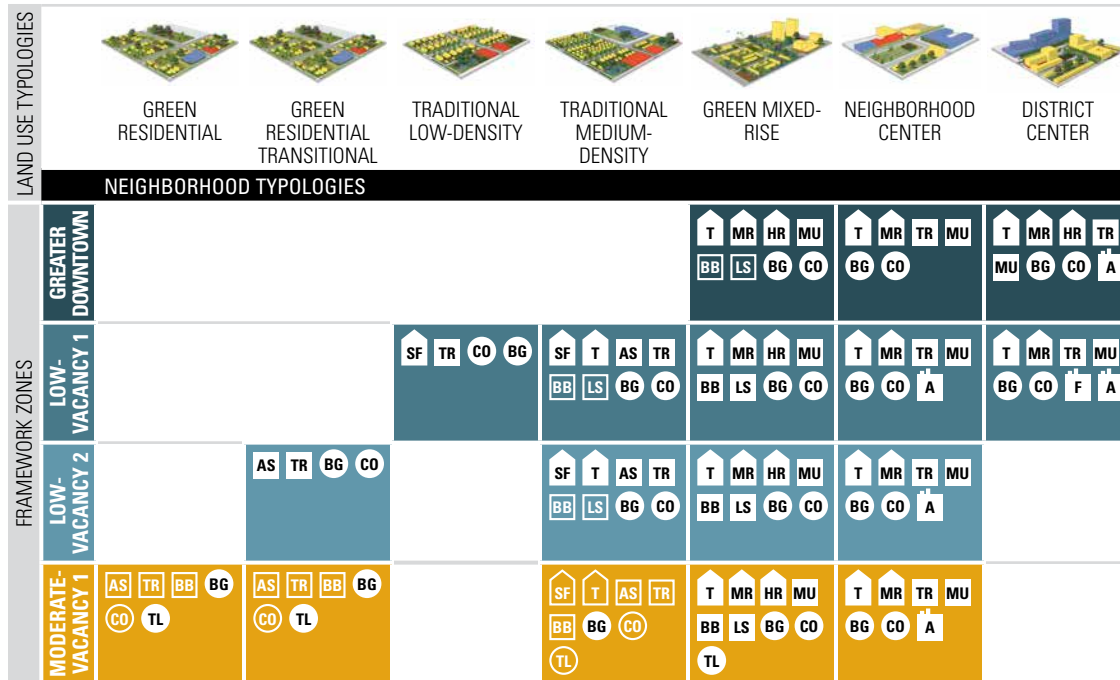 LAND USE TYPOLOGIES
GREEN RESIDENTIAL
GREEN RESIDENTIAL TRANSITIONAL
TRADITIONAL LOW-DENSITY
TRADITIONAL MEDIUM-DENSITY
GREEN MIXED-RISE
NEIGHBORHOOD CENTER
DISTRICT CENTER
NEIGHBORHOOD TYPOLOGIES
FRAMEWORK ZONES
GREATER DOWNTOWN
T MR HR MU
BB LS BG CO
T MR TR MU
BG CO
T MR HR TR
MU BG CO A
LOW-VACANCY 1
SF TR CO BG
SF T AS TR
BB LS BG CO
T MR HR MU
BB LS BG CO
T MR TR MU
BG CO A
T MR TR MU
BG CO F A
LOW-VACANCY 2
AS TR BG CO
SF T AS TR
BB LS BG CO
T MR HR MU
BB LS BG CO
T MR TR MU
BG CO A
MODERATE-VACANCY 1
AS TR BB BG
CO TL
AS TR BB BG
CO TL
SF T AS TR
BB BG CO
TL
T MR HR MU
BB LS BG CO
TL
T MR TR MU
BG CO A